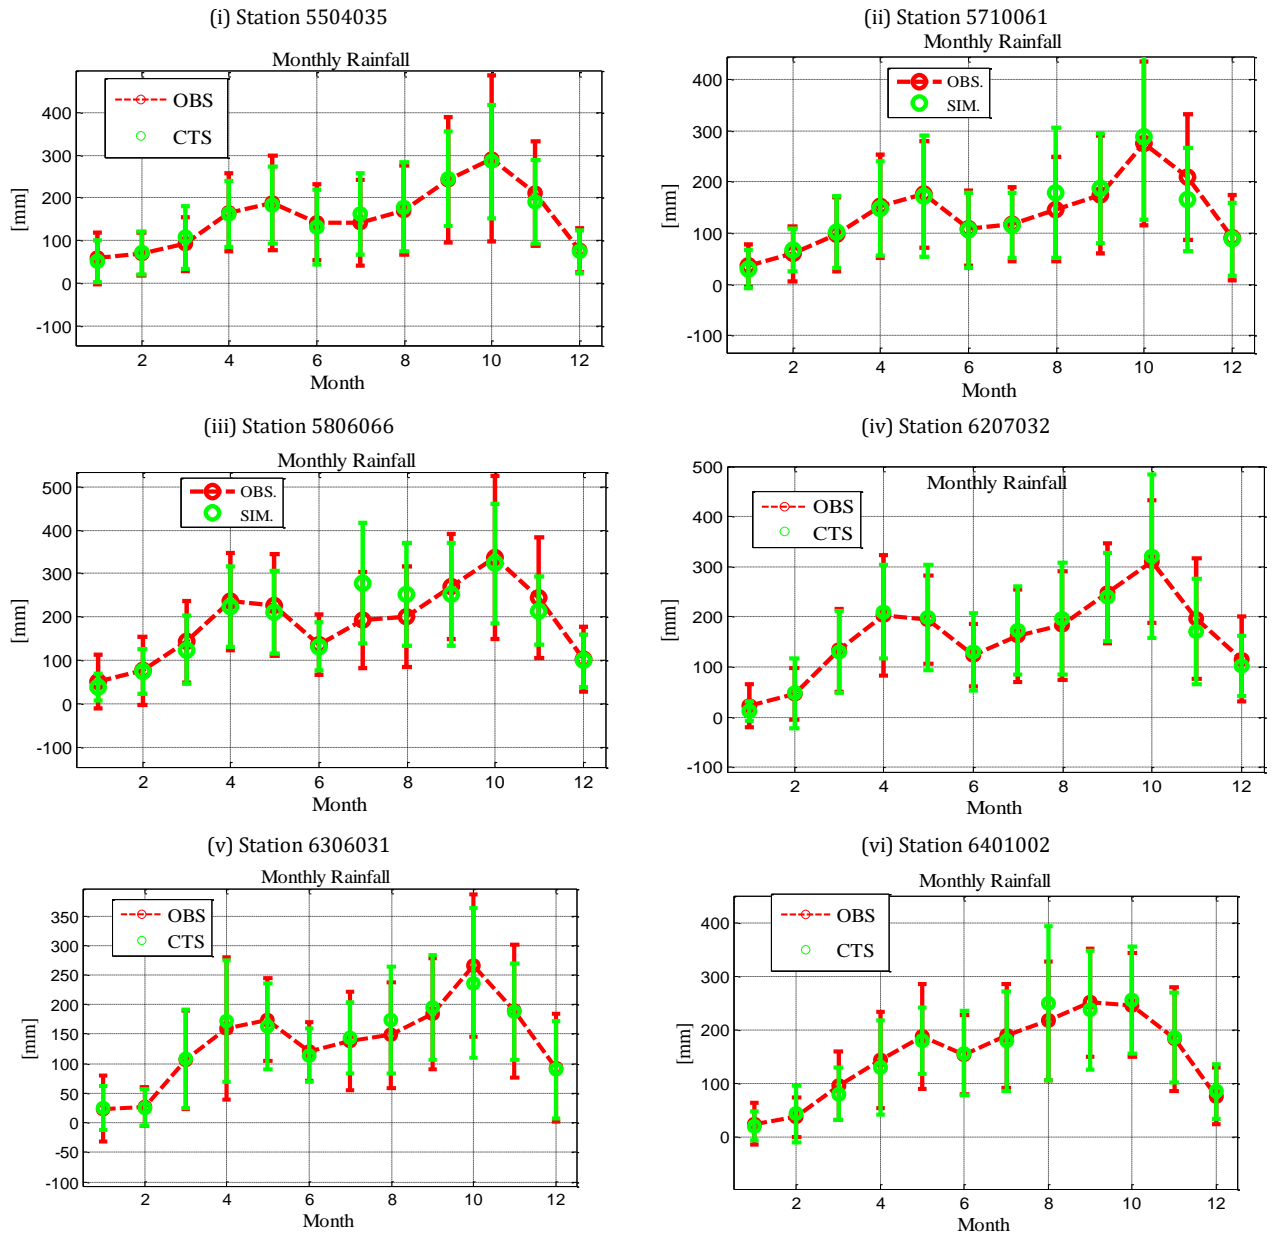 (i) Station 5504035
Monthly Rainfall
OBS
CTS
400
300
200
100
0
-100
[mm]
2 4 6 8 10 12
Month
(ii) Station 5710061
Monthly Rainfall
OBS.
SIM.
400
300
200
100
0
-100
[mm]
2 4 6 8 10 12
Month
(iii) Station 5806066
Monthly Rainfall
OBS.
SIM.
500
400
300
200
100
0
-100
[mm]
2 4 6 8 10 12
Month
(iv) Station 6207032
Monthly Rainfall
OBS
CTS
500
400
300
200
100
0
-100
[mm]
2 4 6 8 10 12
Month
(v) Station 6306031
Monthly Rainfall
OBS
CTS
350
300
250
200
150
100
50
0
-50
-100
[mm]
2 4 6 8 10 12
Month
(vi) Station 6401002
Monthly Rainfall
OBS
CTS
400
300
200
100
0
[mm]
2 4 6 8 10 12
Month